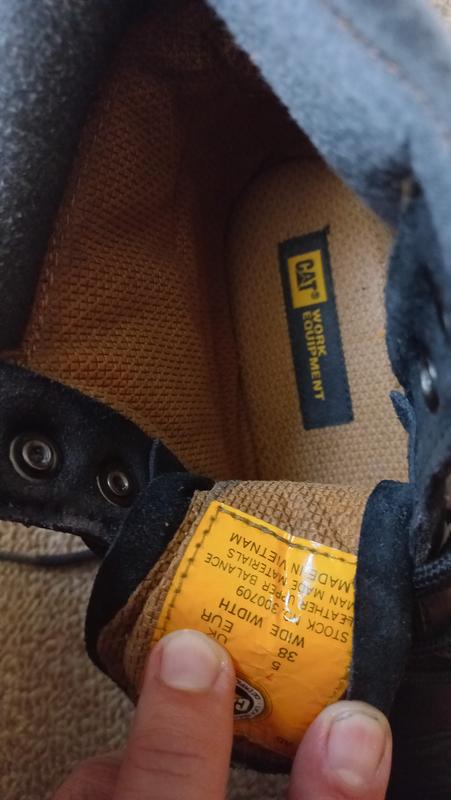 CAT®
WORK
EQUIPMENT
UK 5
EUR 38
WIDE WIDTH
STOCK NO. 300709
LEATHER UPPER BALANCE
MAN MADE MATERIALS
MADE IN VIETNAM